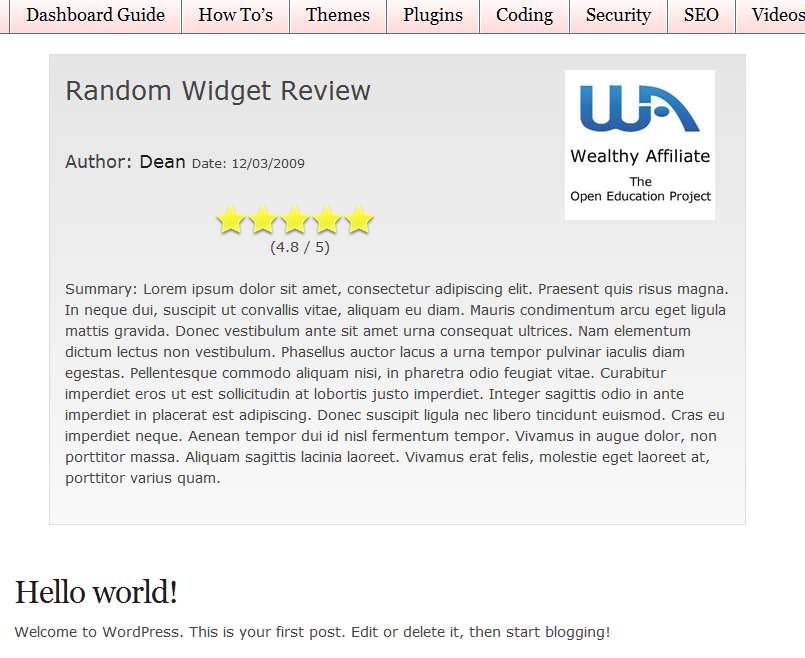 Dashboard Guide How To's Themes Plugins Coding Security SEO Videos
Random Widget Review
WA
Wealthy Affiliate
The
Open Education Project
Author: Dean Date: 12/03/2009
(4.8 / 5)
Summary: Lorem ipsum dolor sit amet, consectetur adipiscing elit. Praesent quis risus magna.
In neque dui, suscipit ut convallis vitae, aliquam eu diam. Mauris condimentum arcu eget ligula
mattis gravida. Donec vestibulum ante sit amet urna consequat ultrices. Nam elementum
dictum lectus non vestibulum. Phasellus auctor lacus a urna tempor pulvinar iaculis diam
egestas. Pellentesque commodo aliquam nisi, in pharetra odio feugiat vitae. Curabitur
imperdiet eros ut est sollicitudin at lobortis justo imperdiet. Integer sagittis odio in ante
imperdiet in placerat est adipiscing. Donec suscipit ligula nec libero tincidunt euismod. Cras eu
imperdiet neque. Aenean tempor dui id nisl fermentum tempor. Vivamus in augue dolor, non
porttitor massa. Aliquam sagittis lacinia laoreet. Vivamus erat felis, molestie eget laoreet at,
porttitor varius quam.
Hello world!
Welcome to WordPress. This is your first post. Edit or delete it, then start blogging!